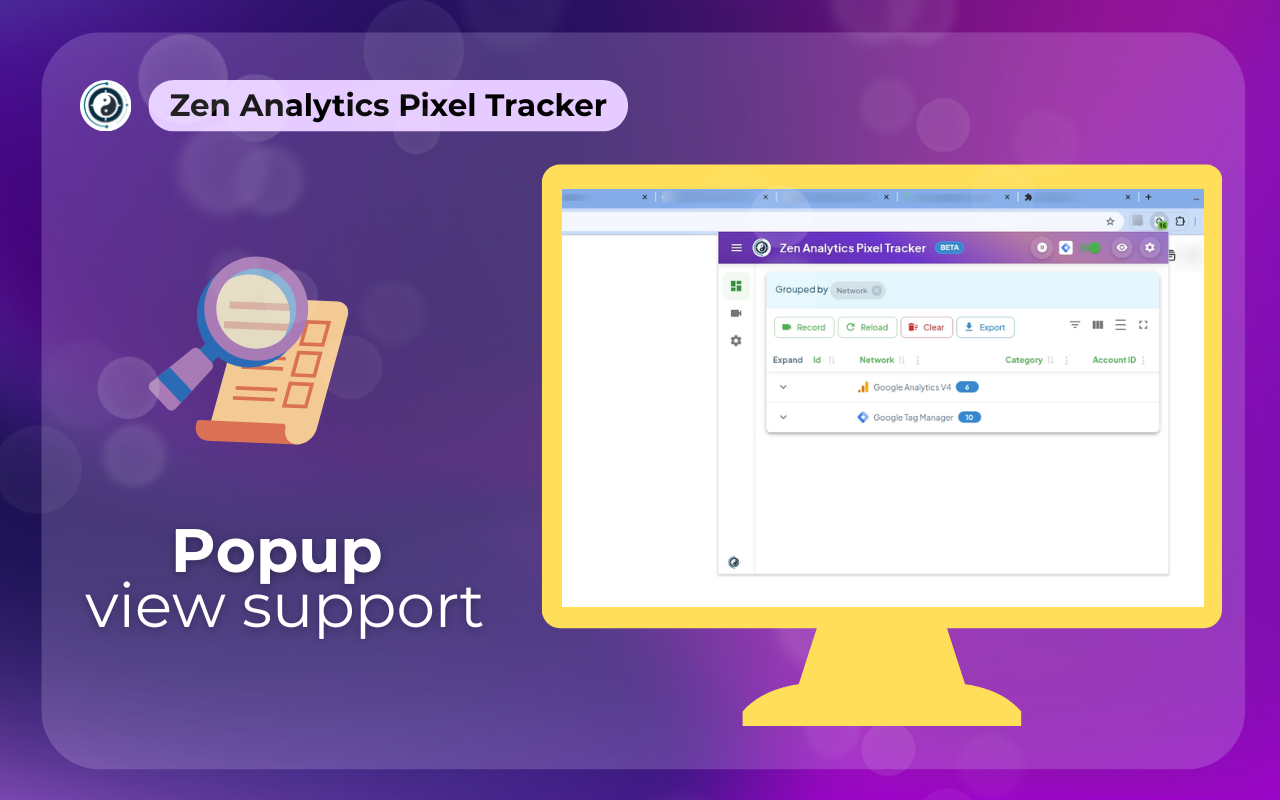 Zen Analytics Pixel Tracker
16
Zen Analytics Pixel Tracker BETA
Grouped by Network
Record Reload Clear Export
Expand Id Network Category Account ID
Google Analytics V4 6
Google Tag Manager 10
Popup
view support